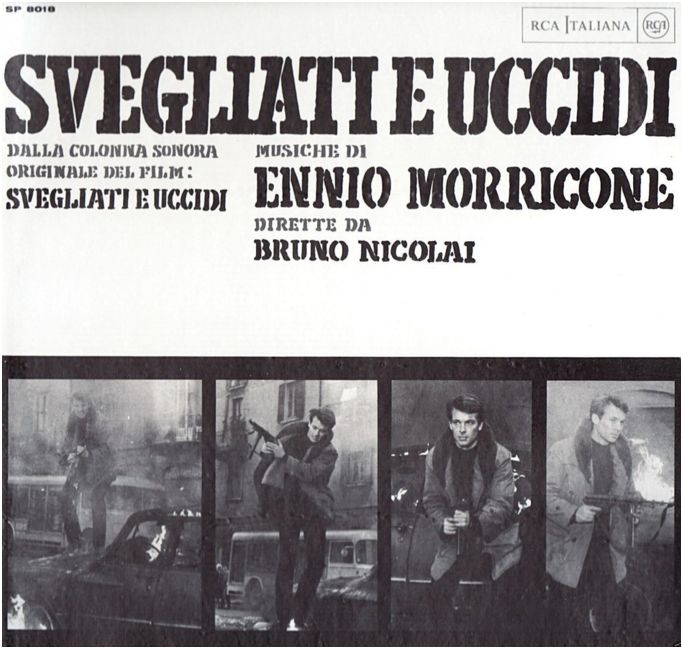 SP 8018
RCA ITALIANA RCA
SVEGLIATI E UCCIDI
DALLA COLONNA SONORA
ORIGINALE DEL FILM:
SVEGLIATI E UCCIDI
MUSICHE DI
ENNIO MORRICONE
DIRETTE DA
BRUNO NICOLAI